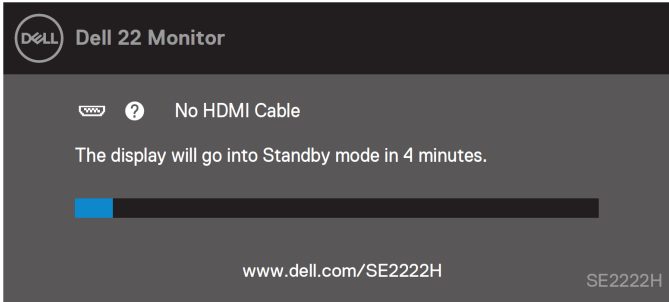 DELL Dell 22 Monitor
? No HDMI Cable
The display will go into Standby mode in 4 minutes.
www.dell.com/SE2222H
SE2222H